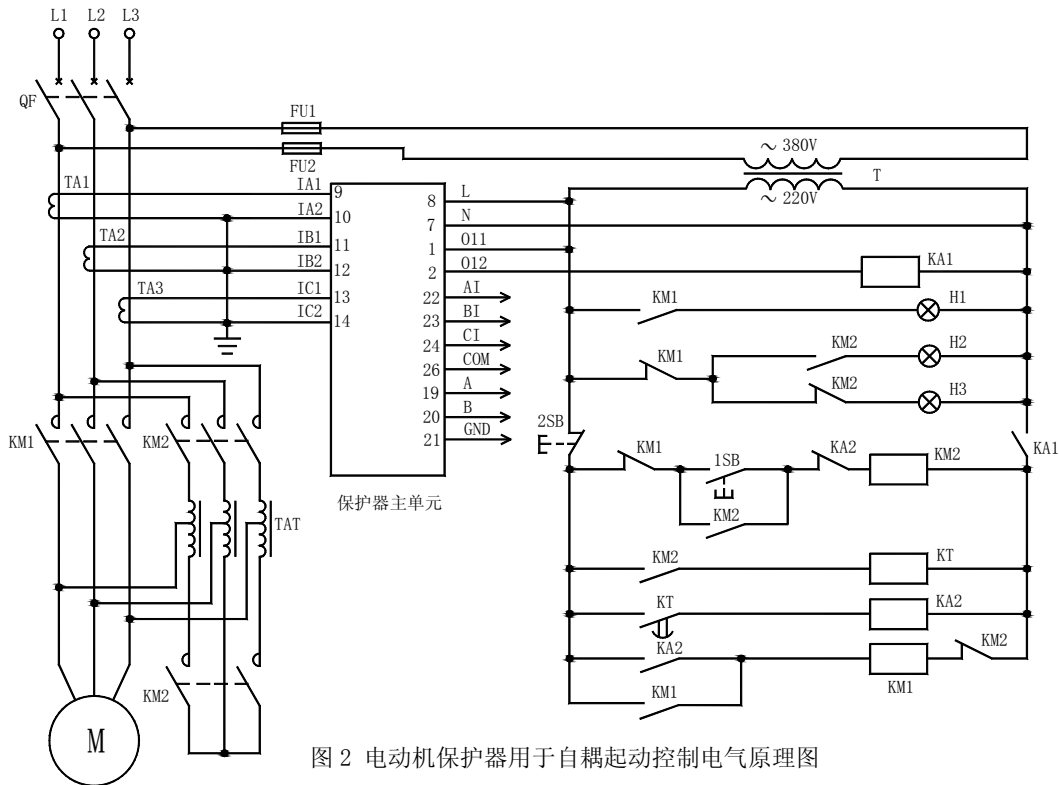 L1 L2 L3
QF
FU1
FU2
～380V
T
～220V
TA1
IA1
9
IA2
10
TA2
IB1
11
IB2
12
TA3
IC1
13
IC2
14
8
L
7
N
1
O11
2
O12
22
AI
23
BI
24
CI
26
COM
19
A
20
B
21
GND
保护器主单元
KA1
KM1
H1
KM1
KM2
H2
KM2
H3
2SB
KA1
KM1
1SB
KA2
KM2
KM2
KM2
KT
KT
KA2
KA2
KM1
KM2
KM1
KM1
KM2
TAT
KM2
M
图 2 电动机保护器用于自耦起动控制电气原理图